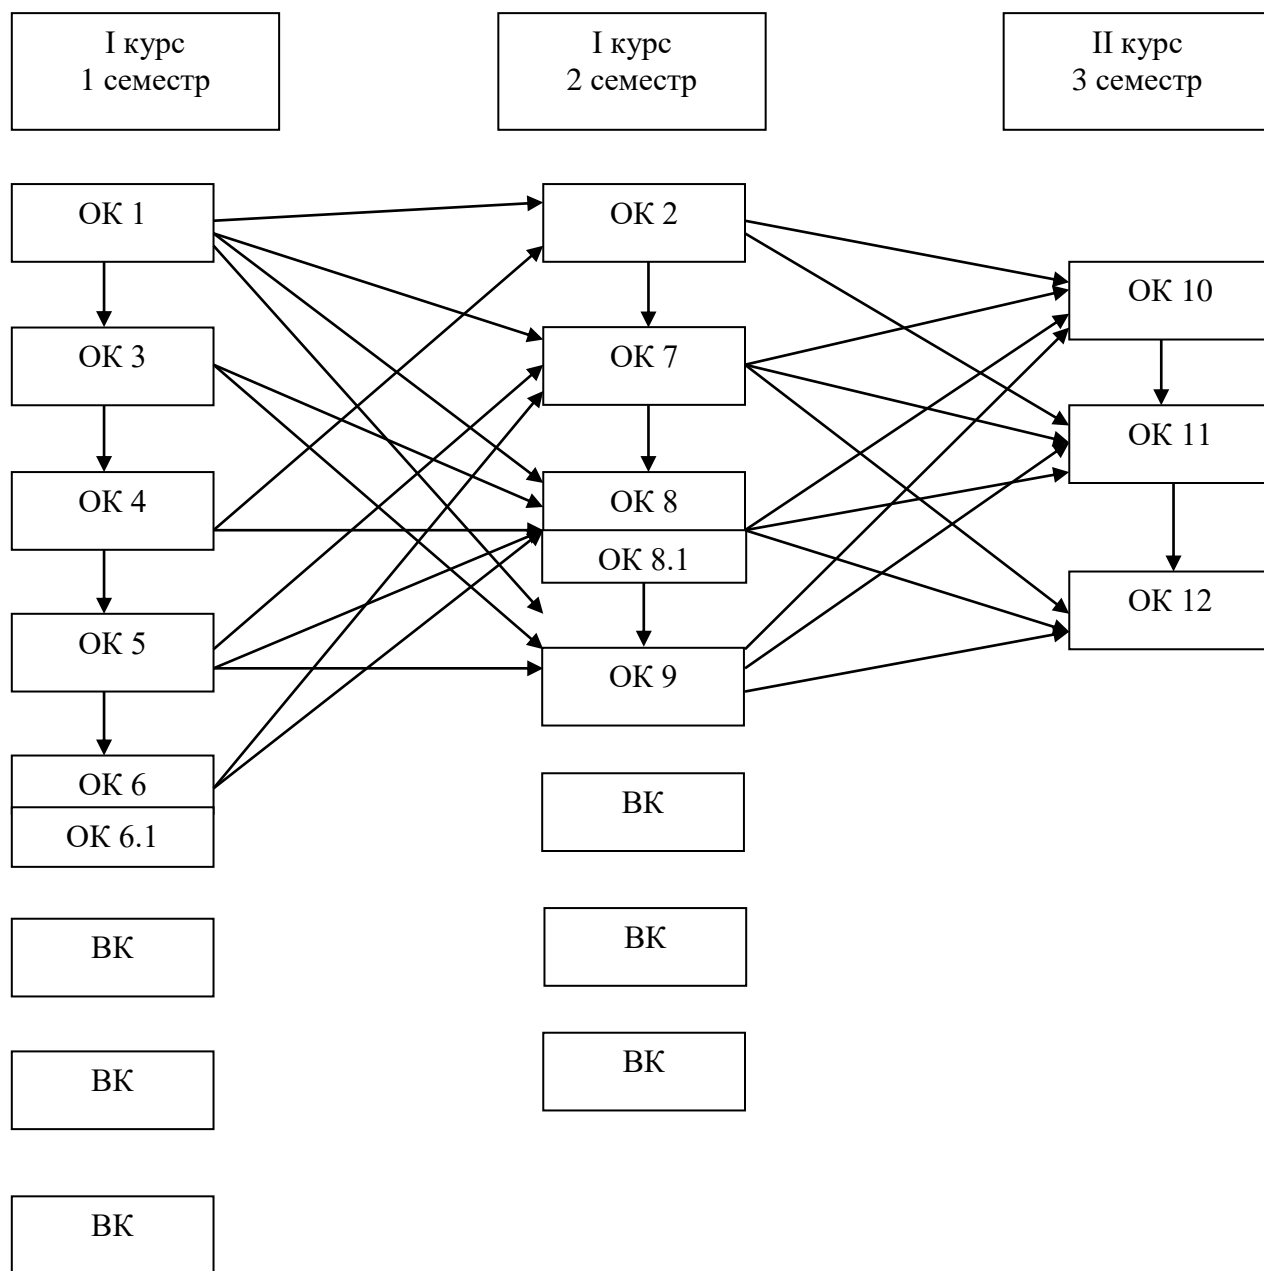 I курс
1 семестр
I курс
2 семестр
II курс
3 семестр
ОК 1
ОК 2
ОК 10
ОК 3
ОК 7
ОК 11
ОК 4
ОК 8
ОК 8.1
ОК 12
ОК 5
ОК 9
ОК 6
ОК 6.1
ВК
ВК
ВК
ВК
ВК
ВК